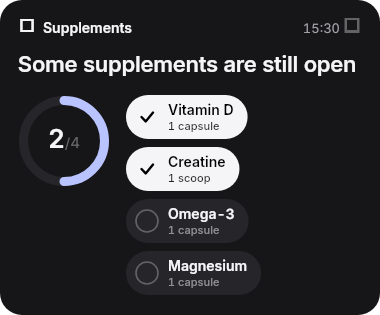 Supplements
15:30
Some supplements are still open
2/4
Vitamin D
1 capsule
Creatine
1 scoop
Omega-3
1 capsule
Magnesium
1 capsule